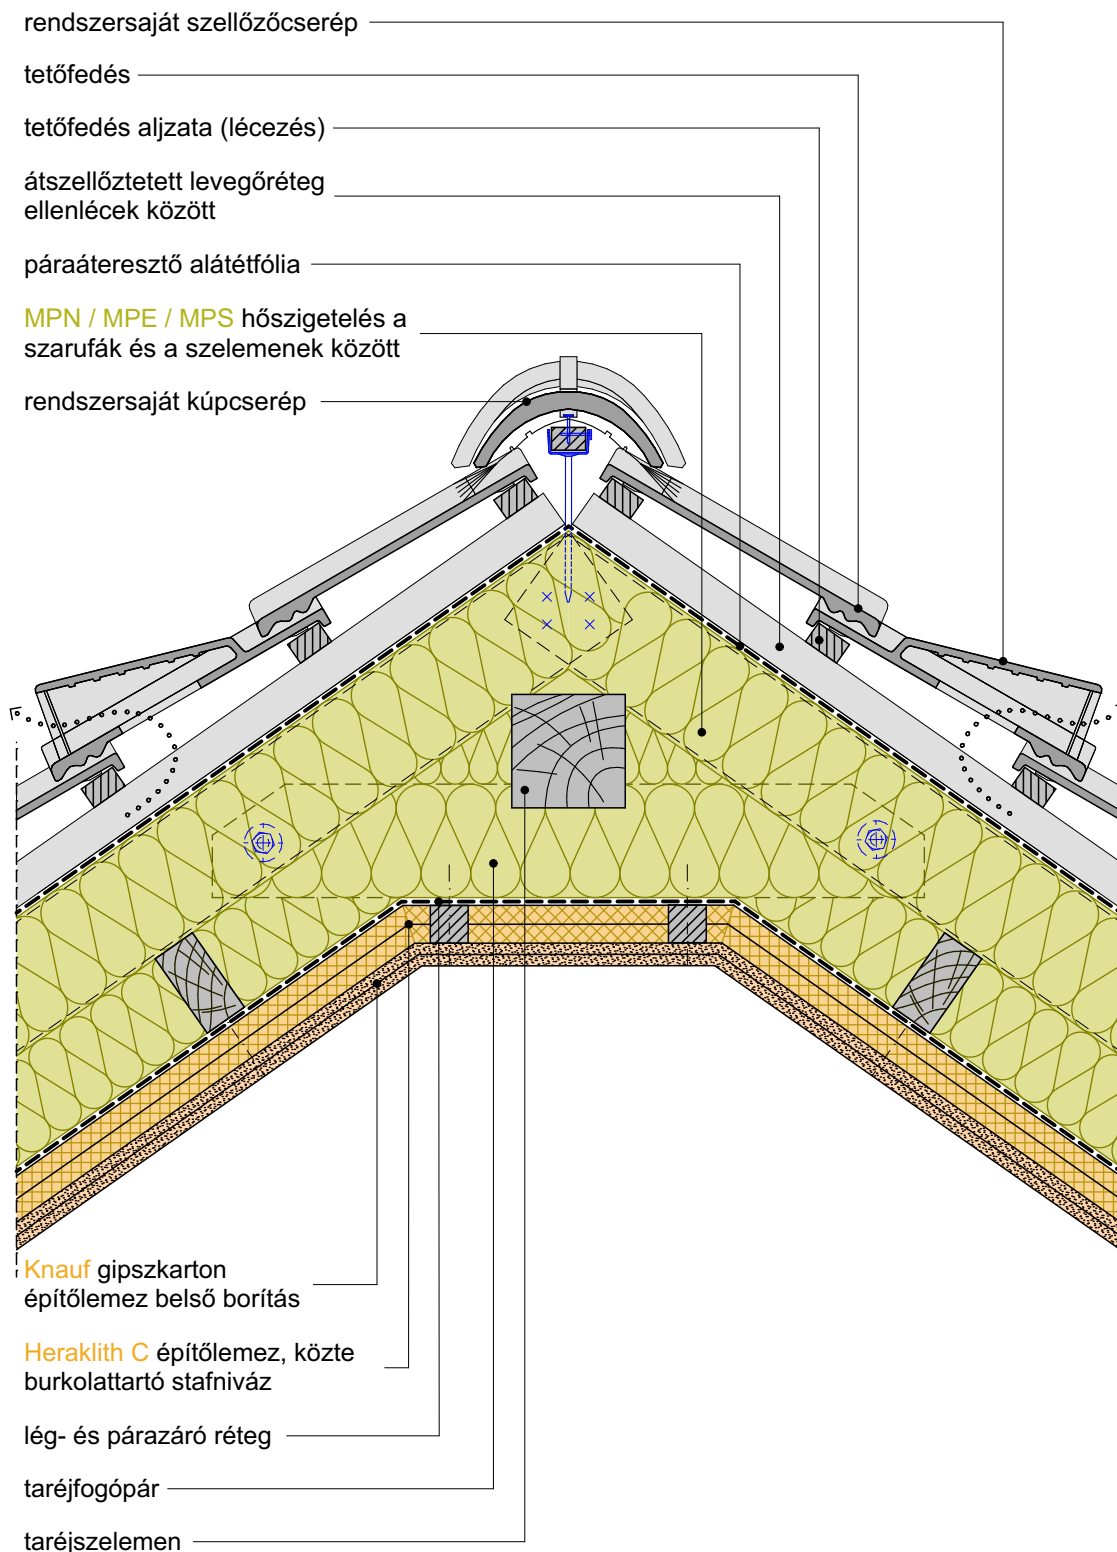 rendszersaját szellőzőcserép
tetőfedés
tetőfedés aljzata (lécezés)
átszellőztetett levegőréteg
ellenlécek között
páraáteresztő alátétfólia
MPN / MPE / MPS hőszigetelés a
szarufák és a szelemenek között
rendszersaját kúpcserép
Knauf gipszkarton
építőlemez belső borítás
Heraklith C építőlemez, közte
burkolattartó stafniváz
lég- és párazáró réteg
taréjfogópár
taréjszelemen